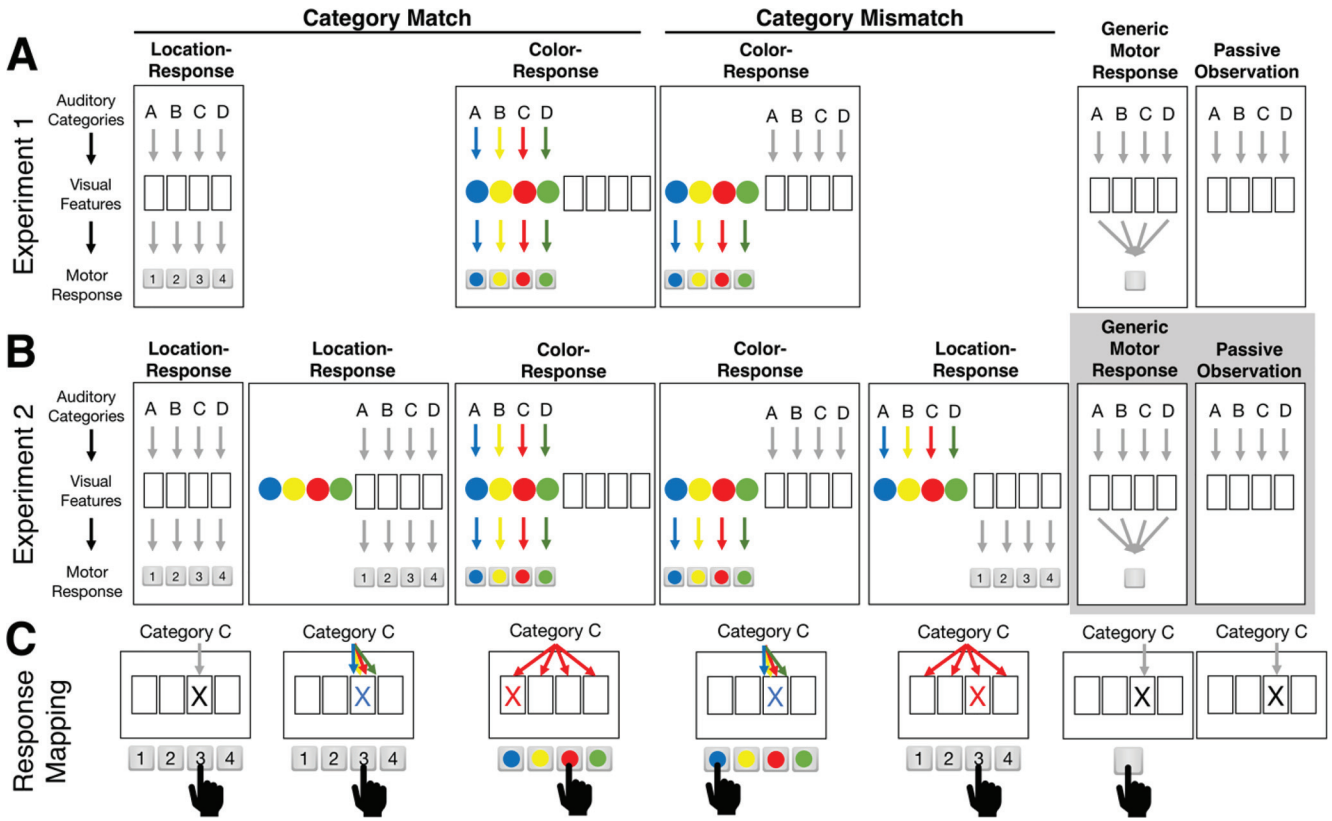 Category Match
Category Mismatch
A
Experiment 1
Location-
Response
Color-
Response
Color-
Response
Generic
Motor
Response
Passive
Observation
Auditory
Categories
A B C D
A B C D
A B C D
A B C D
A B C D
Visual
Features
Motor
Response
1 2 3 4
B
Experiment 2
Location-
Response
Location-
Response
Color-
Response
Color-
Response
Location-
Response
Generic
Motor
Response
Passive
Observation
Auditory
Categories
A B C D
A B C D
A B C D
A B C D
A B C D
A B C D
A B C D
Visual
Features
Motor
Response
1 2 3 4
1 2 3 4
1 2 3 4
C
Response
Mapping
Category C
Category C
Category C
Category C
Category C
Category C
Category C
X
X
X
X
X
X
X
1 2 3 4
1 2 3 4
1 2 3 4